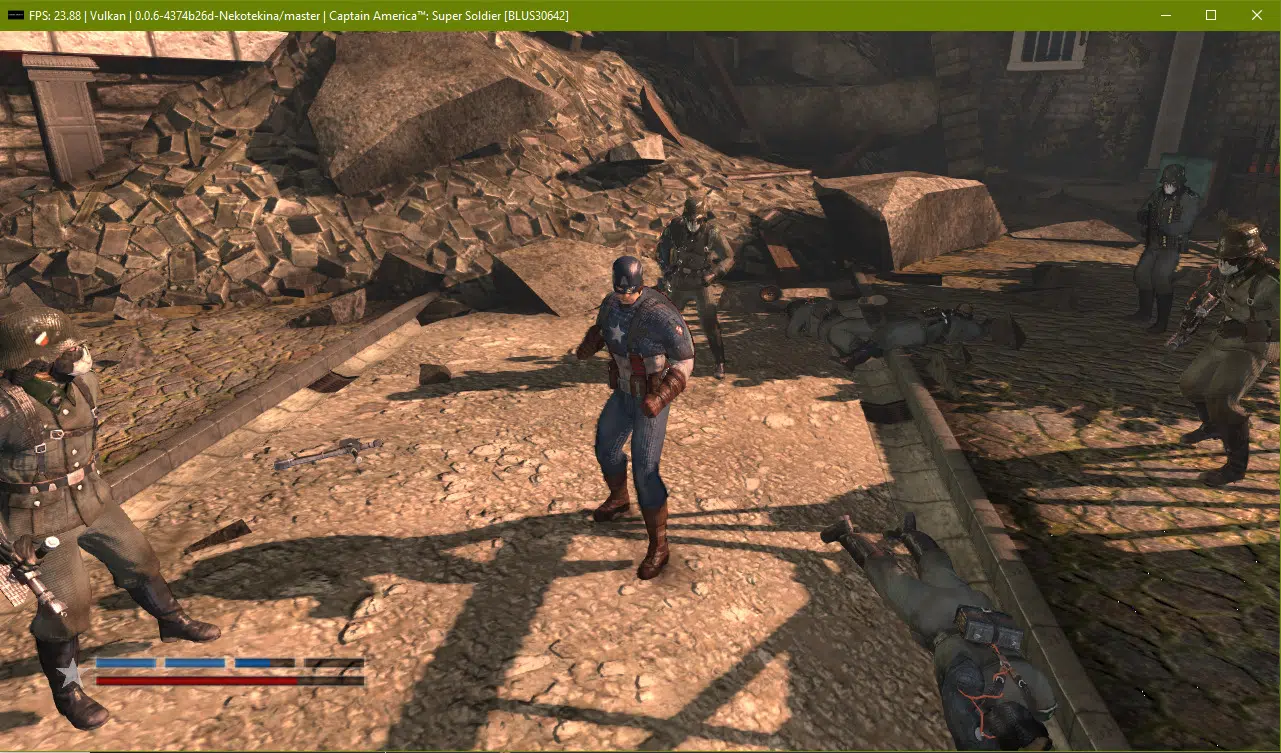 FPS: 23.88 | Vulkan | 0.0.6-4374b26d-Nekotekina/master | Captain America™: Super Soldier [BLUS30642]